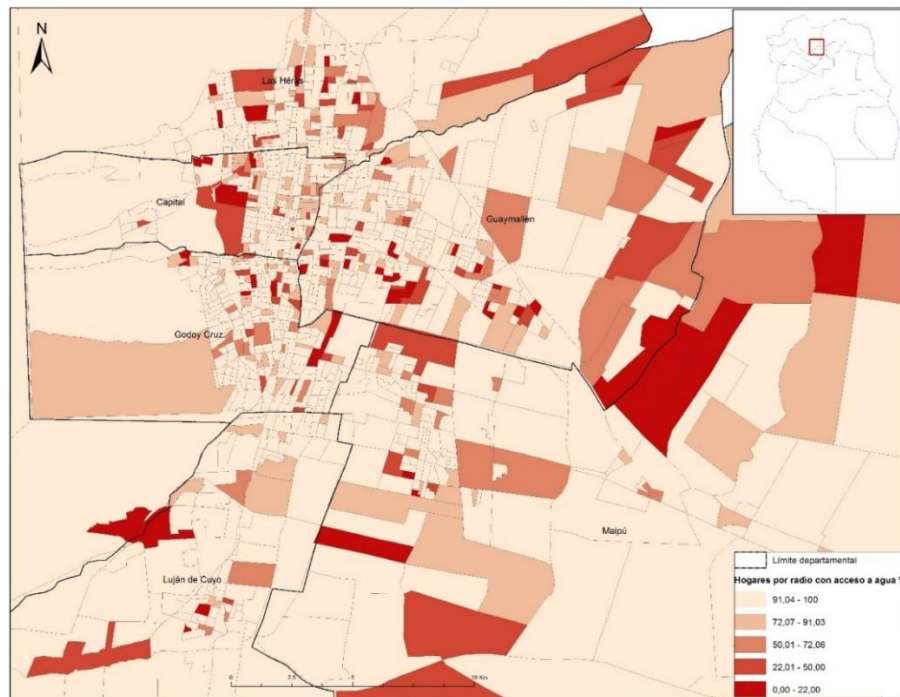 N
Las Heras
Capital
Guaymallén
Godoy Cruz
Maipú
Luján de Cuyo
Límite departamental
Hogares por radio con acceso a agua
91,04 - 100
72,07 - 91,03
50,01 - 72,06
22,01 - 50,00
0,00 - 22,00
0